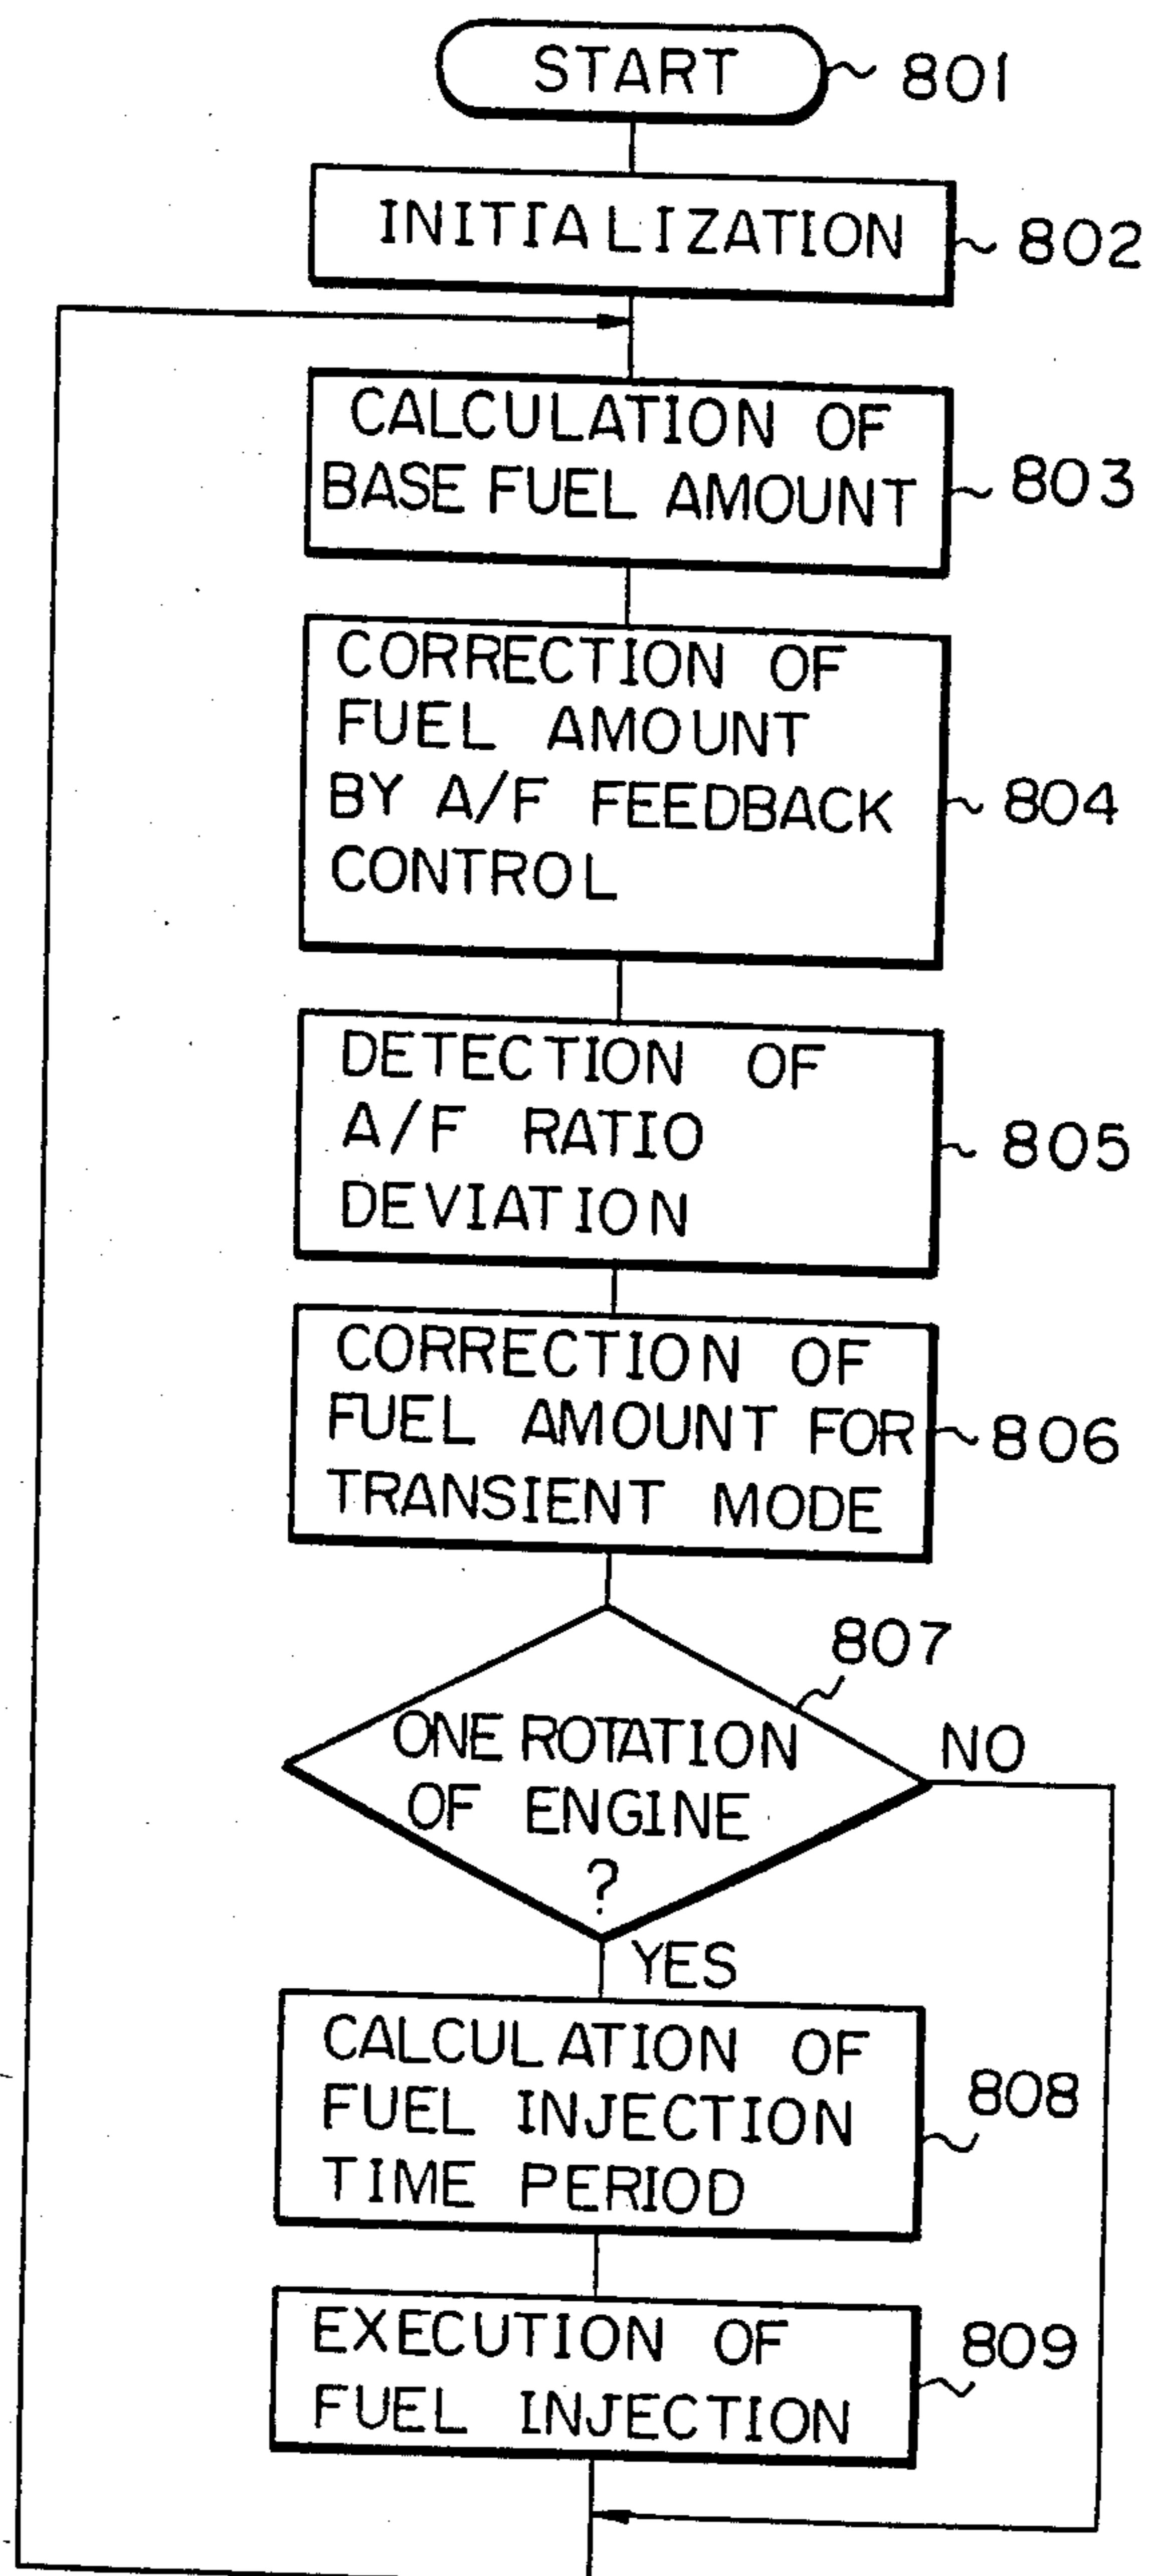 START
801
INITIALIZATION
802
CALCULATION OF
BASE FUEL AMOUNT
803
CORRECTION OF
FUEL AMOUNT
BY A/F FEEDBACK
CONTROL
804
DETECTION OF
A/F RATIO
DEVIATION
805
CORRECTION OF
FUEL AMOUNT FOR
TRANSIENT MODE
806
807
ONE ROTATION
OF ENGINE
?
NO
YES
CALCULATION OF
FUEL INJECTION
TIME PERIOD
808
EXECUTION OF
FUEL INJECTION
809